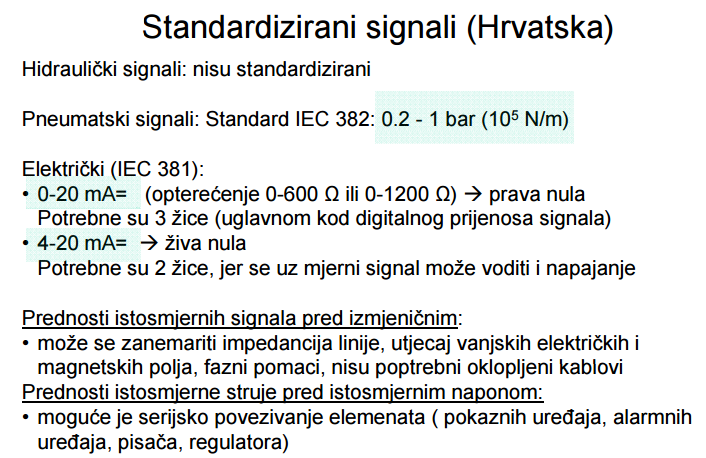 Standardizirani signali (Hrvatska)
Hidraulički signali: nisu standardizirani
Pneumatski signali: Standard IEC 382: 0.2 - 1 bar (10⁵ N/m)
Električki (IEC 381):
• 0-20 mA= (opterećenje 0-600 Ω ili 0-1200 Ω) → prava nula
Potrebne su 3 žice (uglavnom kod digitalnog prijenosa signala)
• 4-20 mA= → živa nula
Potrebne su 2 žice, jer se uz mjerni signal može voditi i napajanje
Prednosti istosmjernih signala pred izmjeničnim:
• može se zanemariti impedancija linije, utjecaj vanjskih električkih i
magnetskih polja, fazni pomaci, nisu poptrebni oklopljeni kablovi
Prednosti istosmjerne struje pred istosmjernim naponom:
• moguće je serijsko povezivanje elemenata ( pokaznih uređaja, alarmnih
uređaja, pisača, regulatora)